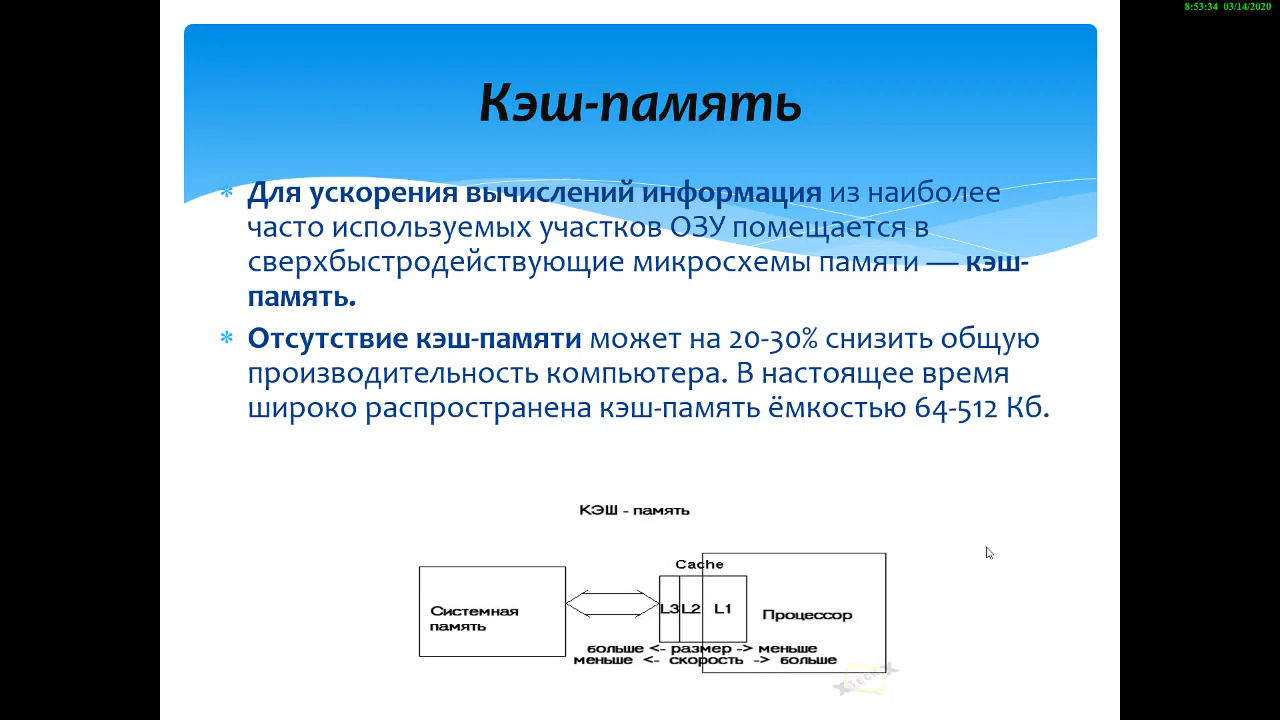 8:53:34 03/14/2020
Кэш-память
Для ускорения вычислений информация из наиболее
часто используемых участков ОЗУ помещается в
сверхбыстродействующие микросхемы памяти — кэш-
память.
Отсутствие кэш-памяти может на 20-30% снизить общую
производительность компьютера. В настоящее время
широко распространена кэш-память ёмкостью 64-512 Кб.
КЭШ - память
Cache
Системная
память
L3 L2 L1
Процессор
больше <- размер -> меньше
меньше <- скорость -> больше